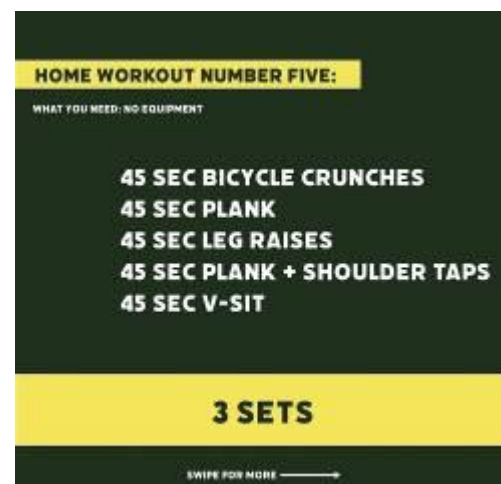 HOME WORKOUT NUMBER FIVE:
WHAT YOU NEED: NO EQUIPMENT
45 SEC BICYCLE CRUNCHES
45 SEC PLANK
45 SEC LEG RAISES
45 SEC PLANK + SHOULDER TAPS
45 SEC V-SIT
3 SETS
SWIPE FOR MORE